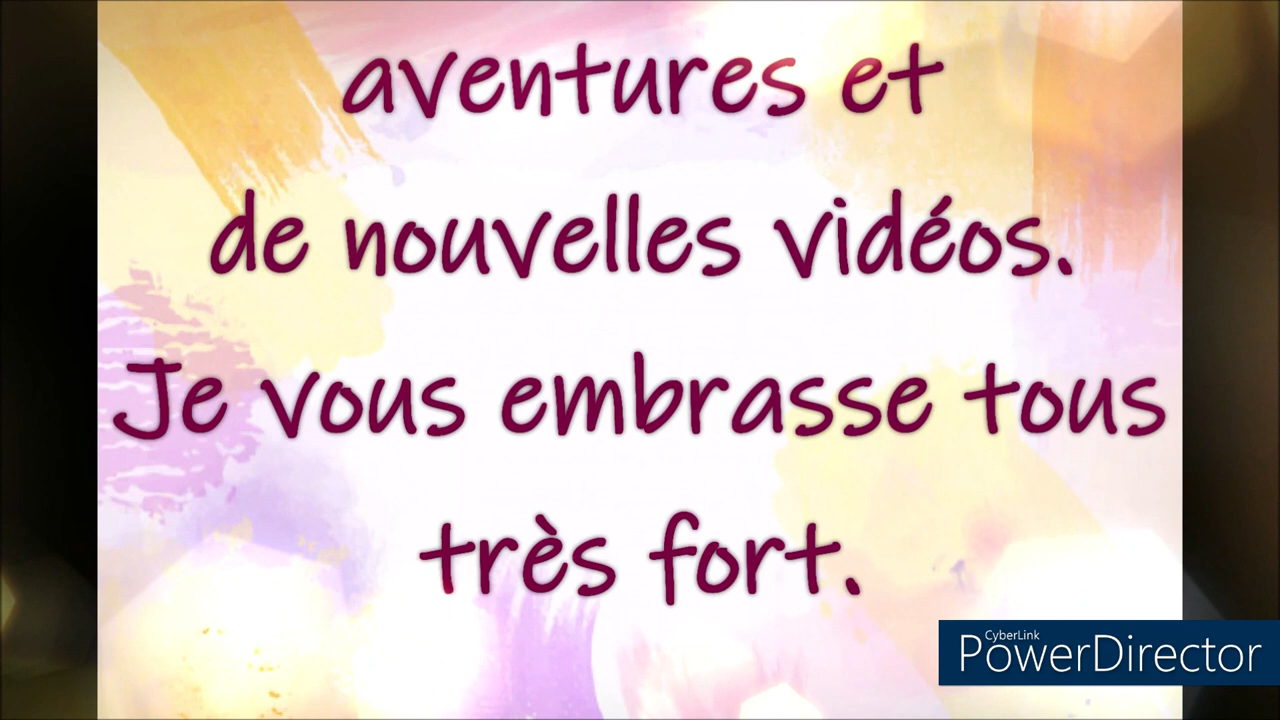 aventures et
de nouvelles vidéos.
Je vous embrasse tous
très fort.
CyberLink
PowerDirector